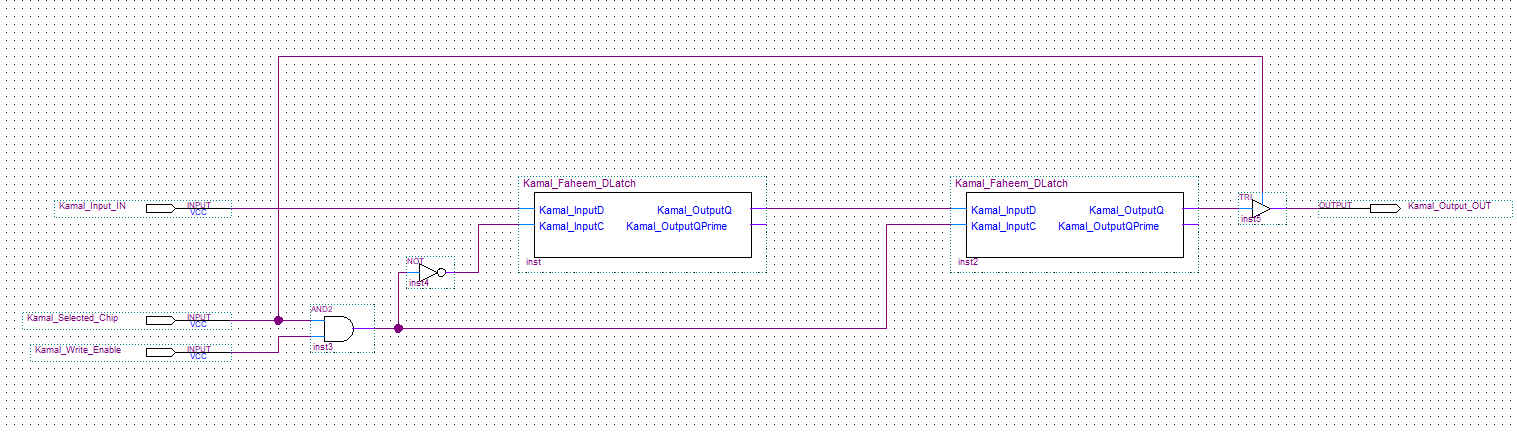 Kamal_Faheem_DLatch
Kamal_Faheem_DLatch
Kamal_Input_IN
INPUT
VCC
Kamal_InputD
Kamal_OutputQ
Kamal_InputC
Kamal_OutputQPrime
inst
Kamal_InputD
Kamal_OutputQ
Kamal_InputC
Kamal_OutputQPrime
inst2
TRI
inst5
OUTPUT
Kamal_Output_OUT
NOT
inst4
Kamal_Selected_Chip
INPUT
VCC
AND2
inst3
Kamal_Write_Enable
INPUT
VCC